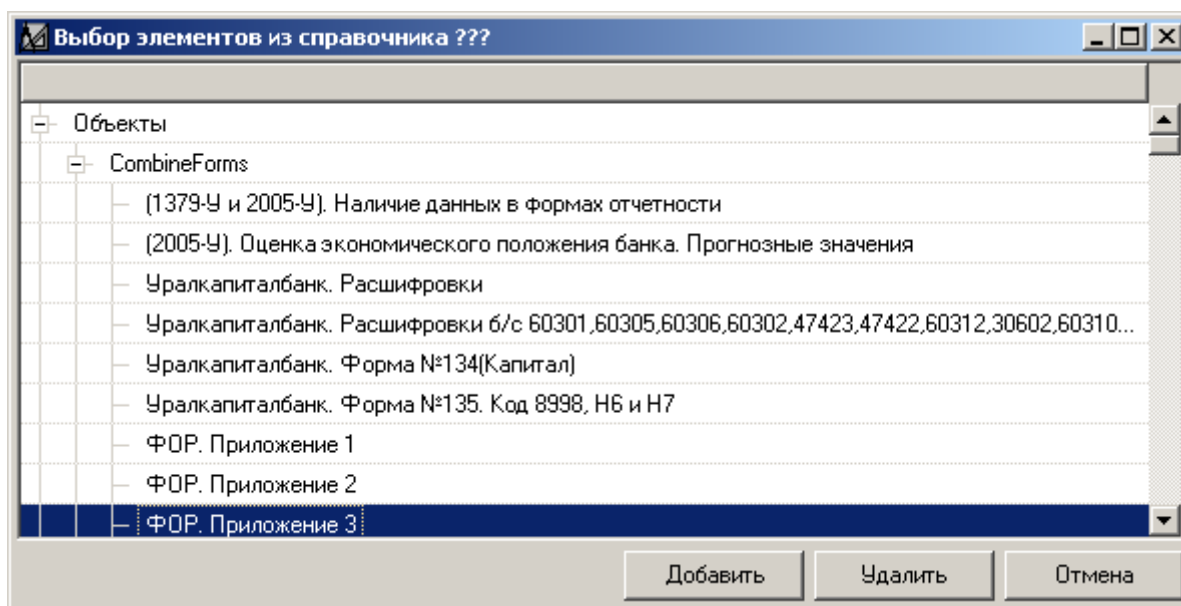 Выбор элементов из справочника ???
Объекты
CombineForms
(1379-У и 2005-У). Наличие данных в формах отчетности
(2005-У). Оценка экономического положения банка. Прогнозные значения
Уралкапиталбанк. Расшифровки
Уралкапиталбанк. Расшифровки б/с 60301,60305,60306,60302,47423,47422,60312,30602,60310...
Уралкапиталбанк. Форма №134(Капитал)
Уралкапиталбанк. Форма №135. Код 8998, Н6 и Н7
ФОР. Приложение 1
ФОР. Приложение 2
ФОР. Приложение 3
Добавить Удалить Отмена